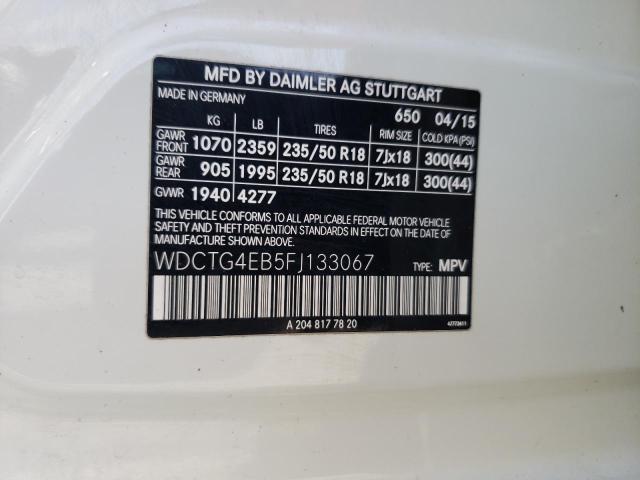 MFD BY DAIMLER AG STUTTGART
MADE IN GERMANY 650 04/15
KG LB TIRES RIM SIZE COLD KPA(PSI)
GAWR FRONT 1070 2359 235/50 R18 7Jx18 300(44)
GAWR REAR 905 1995 235/50 R18 7Jx18 300(44)
GVWR 1940 4277
THIS VEHICLE CONFORMS TO ALL APPLICABLE FEDERAL MOTOR VEHICLE
SAFETY AND THEFT PREVENTION STANDARDS IN EFFECT ON THE DATE
OF MANUFACTURE SHOWN ABOVE.
WDCTG4EB5FJ133067 TYPE: MPV
A 204 817 78 20